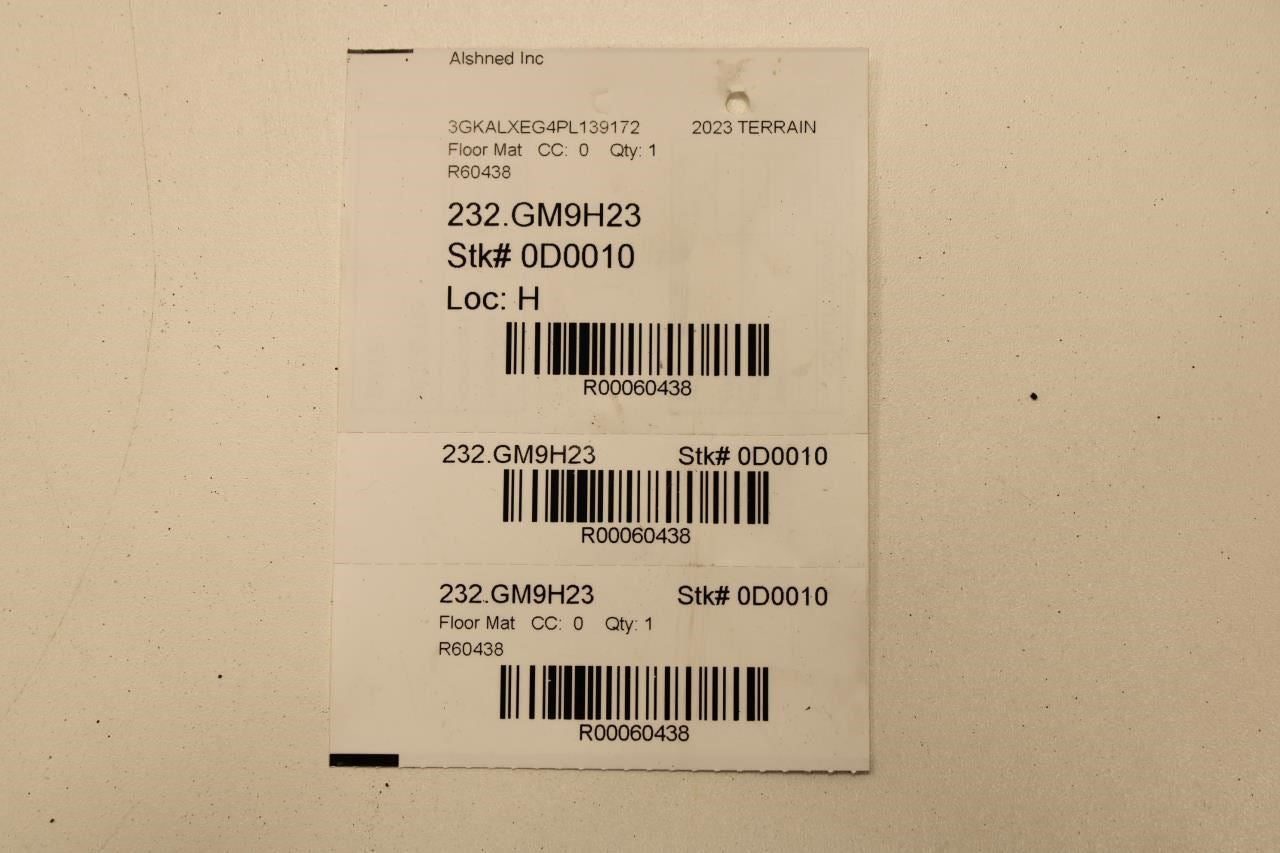 Alshned Inc
3GKALXEG4PL139172 2023 TERRAIN
Floor Mat CC: 0 Qty: 1
R60438
232.GM9H23
Stk# 0D0010
Loc: H
R00060438
232.GM9H23 Stk# 0D0010
R00060438
232.GM9H23 Stk# 0D0010
Floor Mat CC: 0 Qty: 1
R60438
R00060438